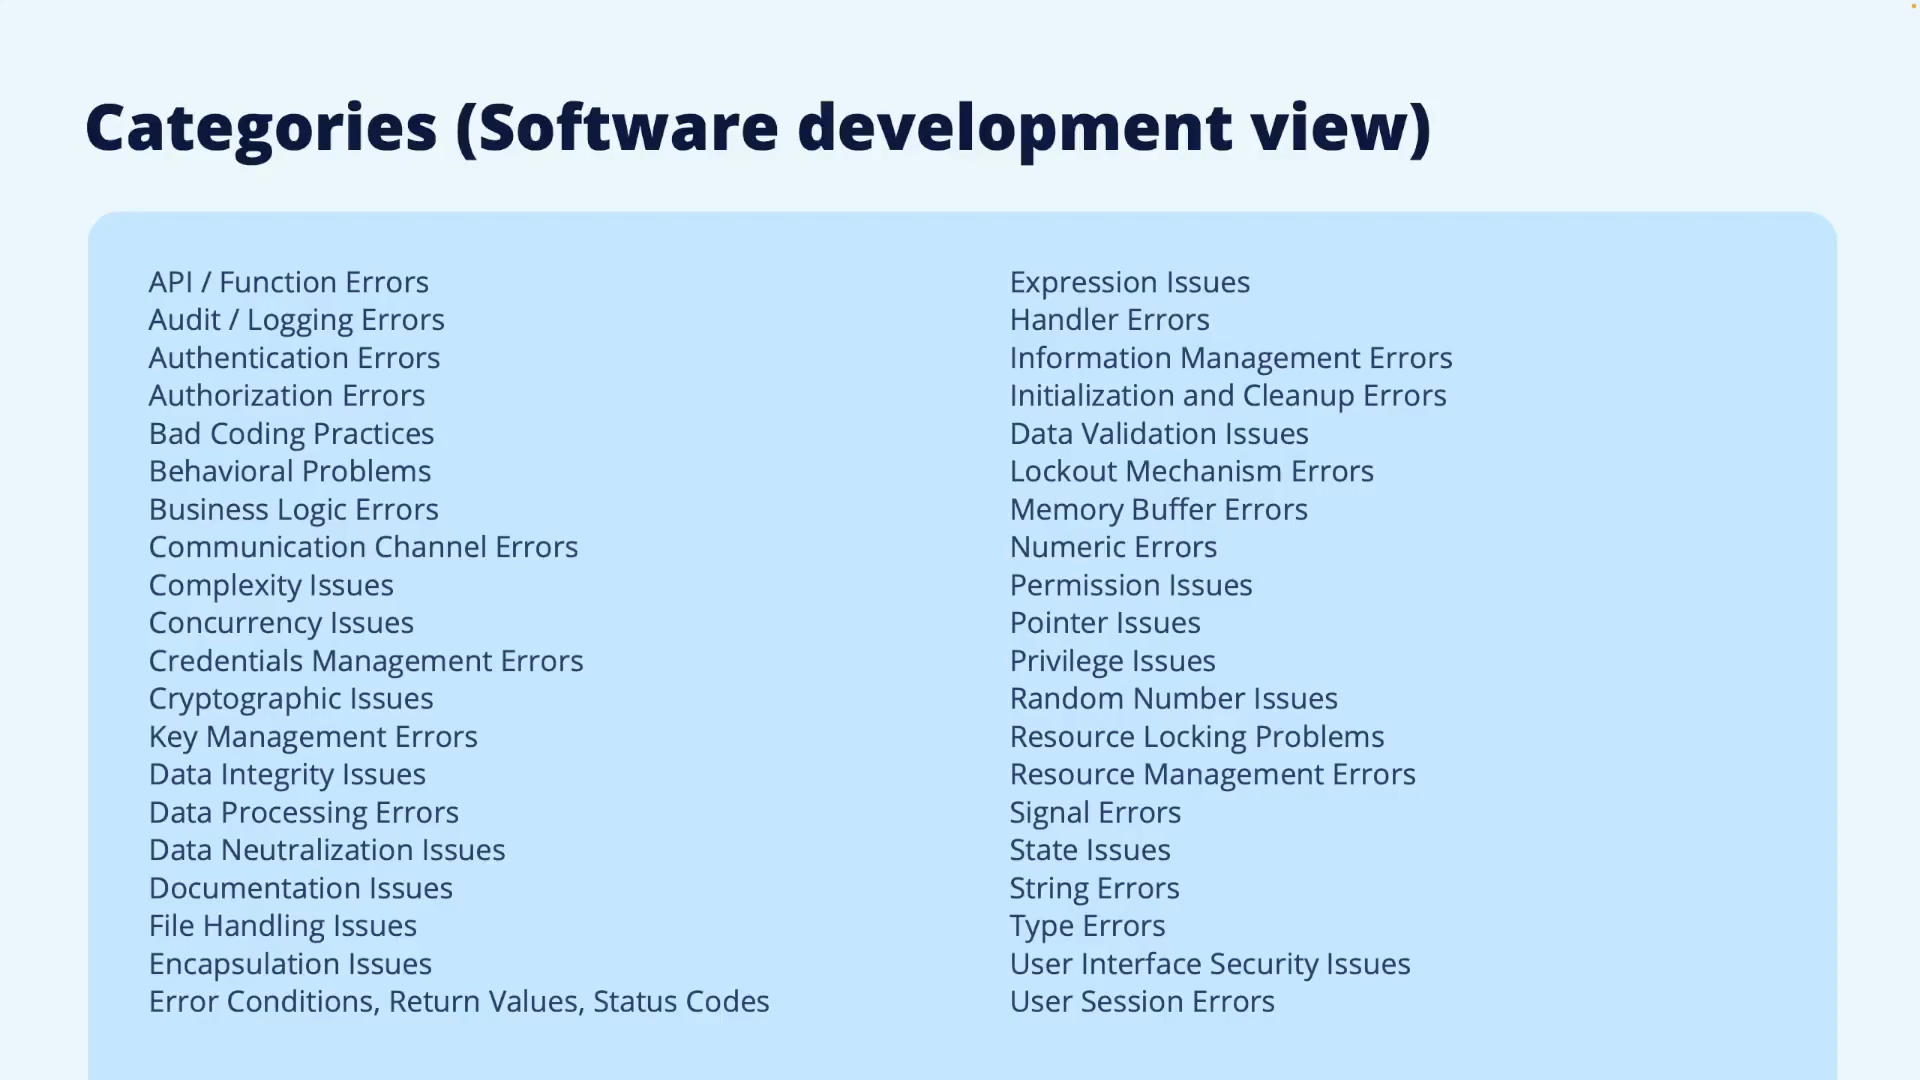 Categories (Software development view)
API / Function Errors
Audit / Logging Errors
Authentication Errors
Authorization Errors
Bad Coding Practices
Behavioral Problems
Business Logic Errors
Communication Channel Errors
Complexity Issues
Concurrency Issues
Credentials Management Errors
Cryptographic Issues
Key Management Errors
Data Integrity Issues
Data Processing Errors
Data Neutralization Issues
Documentation Issues
File Handling Issues
Encapsulation Issues
Error Conditions, Return Values, Status Codes
Expression Issues
Handler Errors
Information Management Errors
Initialization and Cleanup Errors
Data Validation Issues
Lockout Mechanism Errors
Memory Buffer Errors
Numeric Errors
Permission Issues
Pointer Issues
Privilege Issues
Random Number Issues
Resource Locking Problems
Resource Management Errors
Signal Errors
State Issues
String Errors
Type Errors
User Interface Security Issues
User Session Errors